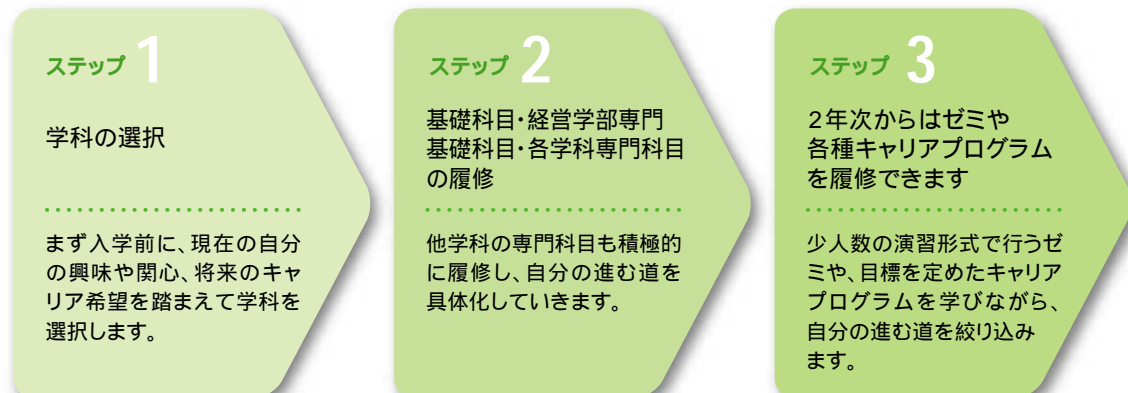 ステップ 1
学科の選択
まず入学前に、現在の自分
の興味や関心、将来のキャ
リア希望を踏まえて学科を
選択します。
ステップ 2
基礎科目・経営学部専門
基礎科目・各学科専門科目
の履修
他学科の専門科目も積極的
に履修し、自分の進む道を
具体化していきます。
ステップ 3
2年次からはゼミや
各種キャリアプログラム
を履修できます
少人数の演習形式で行うゼ
ミや、目標を定めたキャリア
プログラムを学びながら、
自分の進む道を絞り込み
ます。